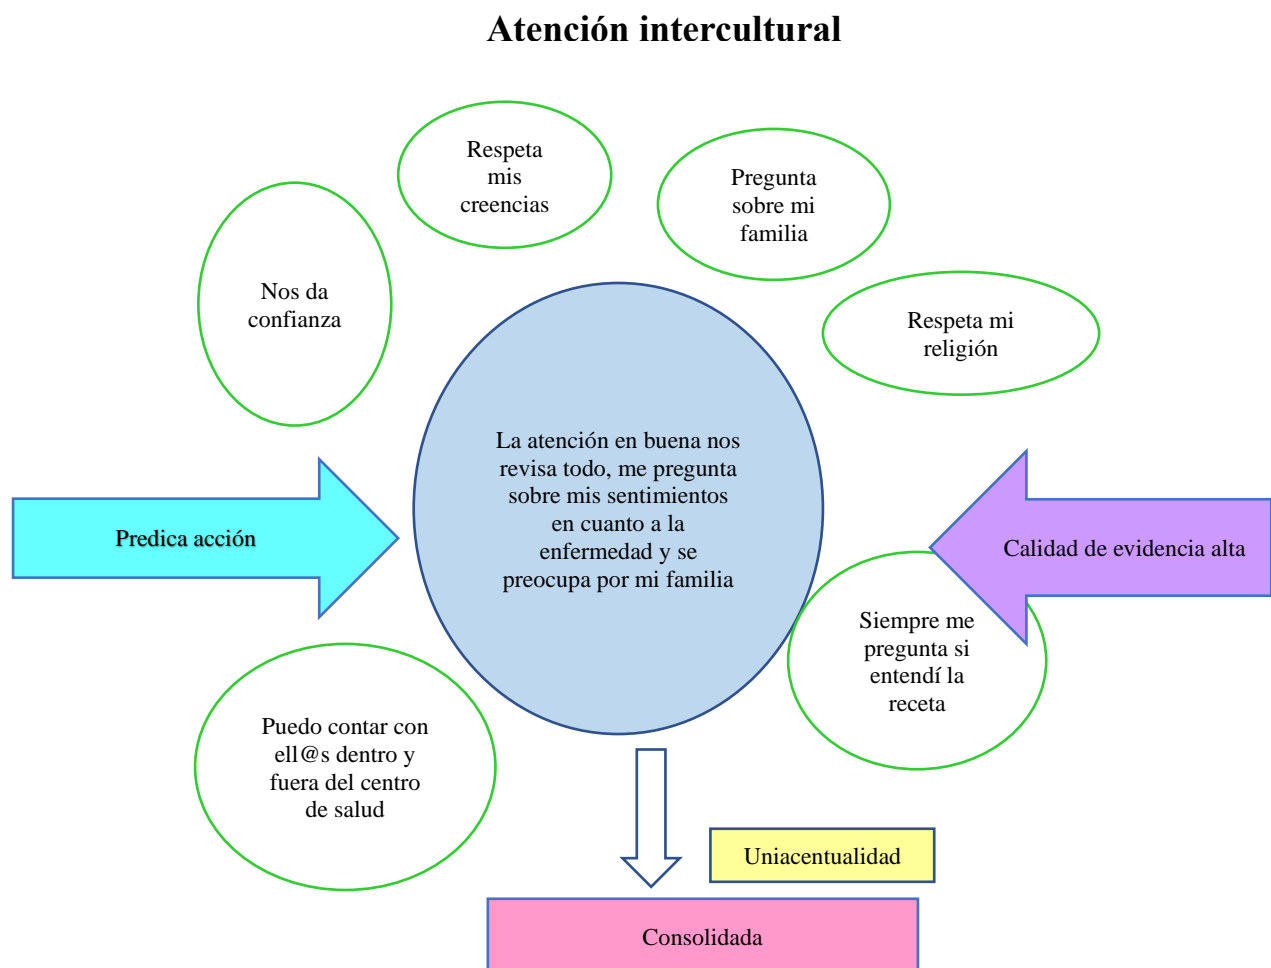 Atención intercultural
Respeta
mis
creencias
Pregunta
sobre mi
familia
Nos da
confianza
Respeta mi
religión
La atención en buena nos
revisa todo, me pregunta
sobre mis sentimientos
en cuanto a la
enfermedad y se
preocupa por mi familia
Predica acción
Calidad de evidencia alta
Siempre me
pregunta si
entendí la
receta
Puedo contar con
ell@s dentro y
fuera del centro
de salud
Uniacentualidad
Consolidada